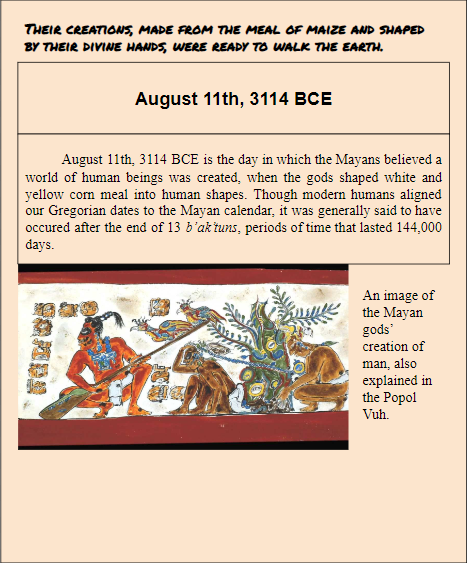 Their creations, made from the meal of maize and shaped
by their divine hands, were ready to walk the earth.
August 11th, 3114 BCE
August 11th, 3114 BCE is the day in which the Mayans believed a
world of human beings was created, when the gods shaped white and
yellow corn meal into human shapes. Though modern humans aligned
our Gregorian dates to the Mayan calendar, it was generally said to have
occured after the end of 13 b’ak’tuns, periods of time that lasted 144,000
days.
An image of
the Mayan
gods’
creation of
man, also
explained in
the Popol
Vuh.